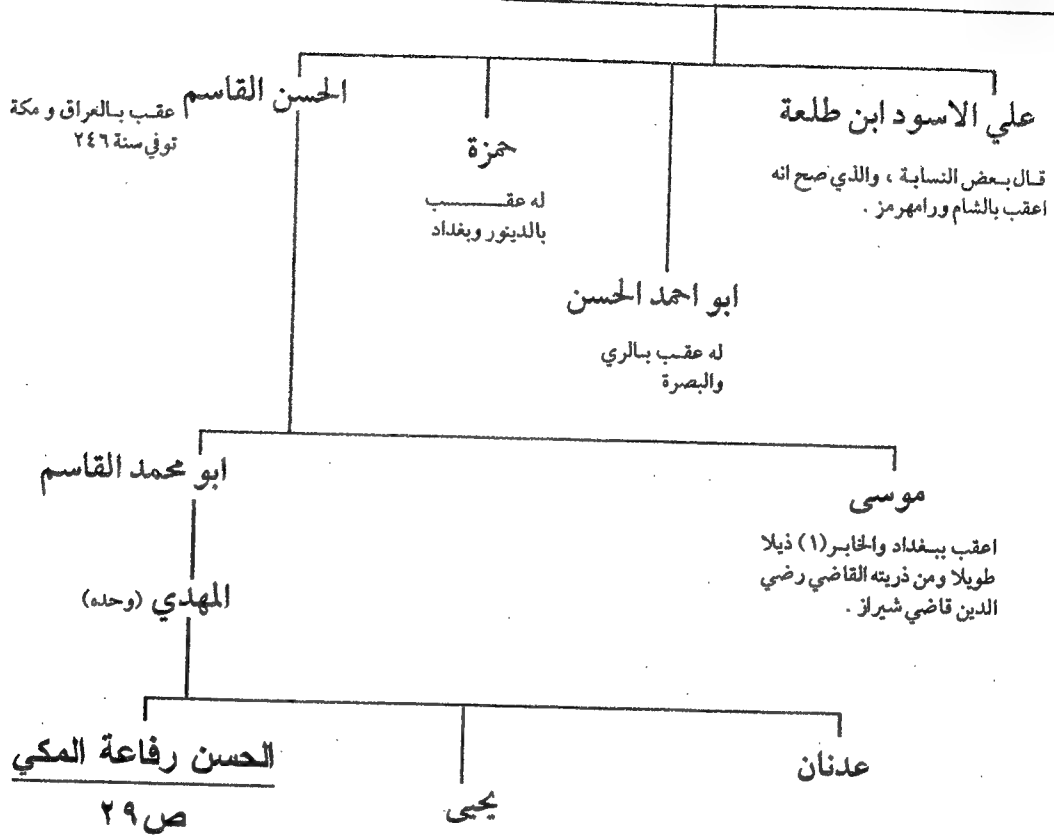 علي الاسود ابن طلعة
قال بعض النسابة ، والذي صح انه
اعقب بالشام ورامهرمز .
ابو احمد الحسن
له عقب بالري
والبصرة
حمزة
له عقب
بالدينور وبغداد
الحسن القاسم
عقب بالعراق و مكة
توفي سنة ٢٤٦
موسى
اعقب ببغداد والخابر (١) ذيلا
طويلا ومن ذريته القاضي رضي
الدين قاضي شيراز .
ابو محمد القاسم
المهدي (وحده)
عدنان
يحيى
الحسن رفاعة المكي
ص ٢٩